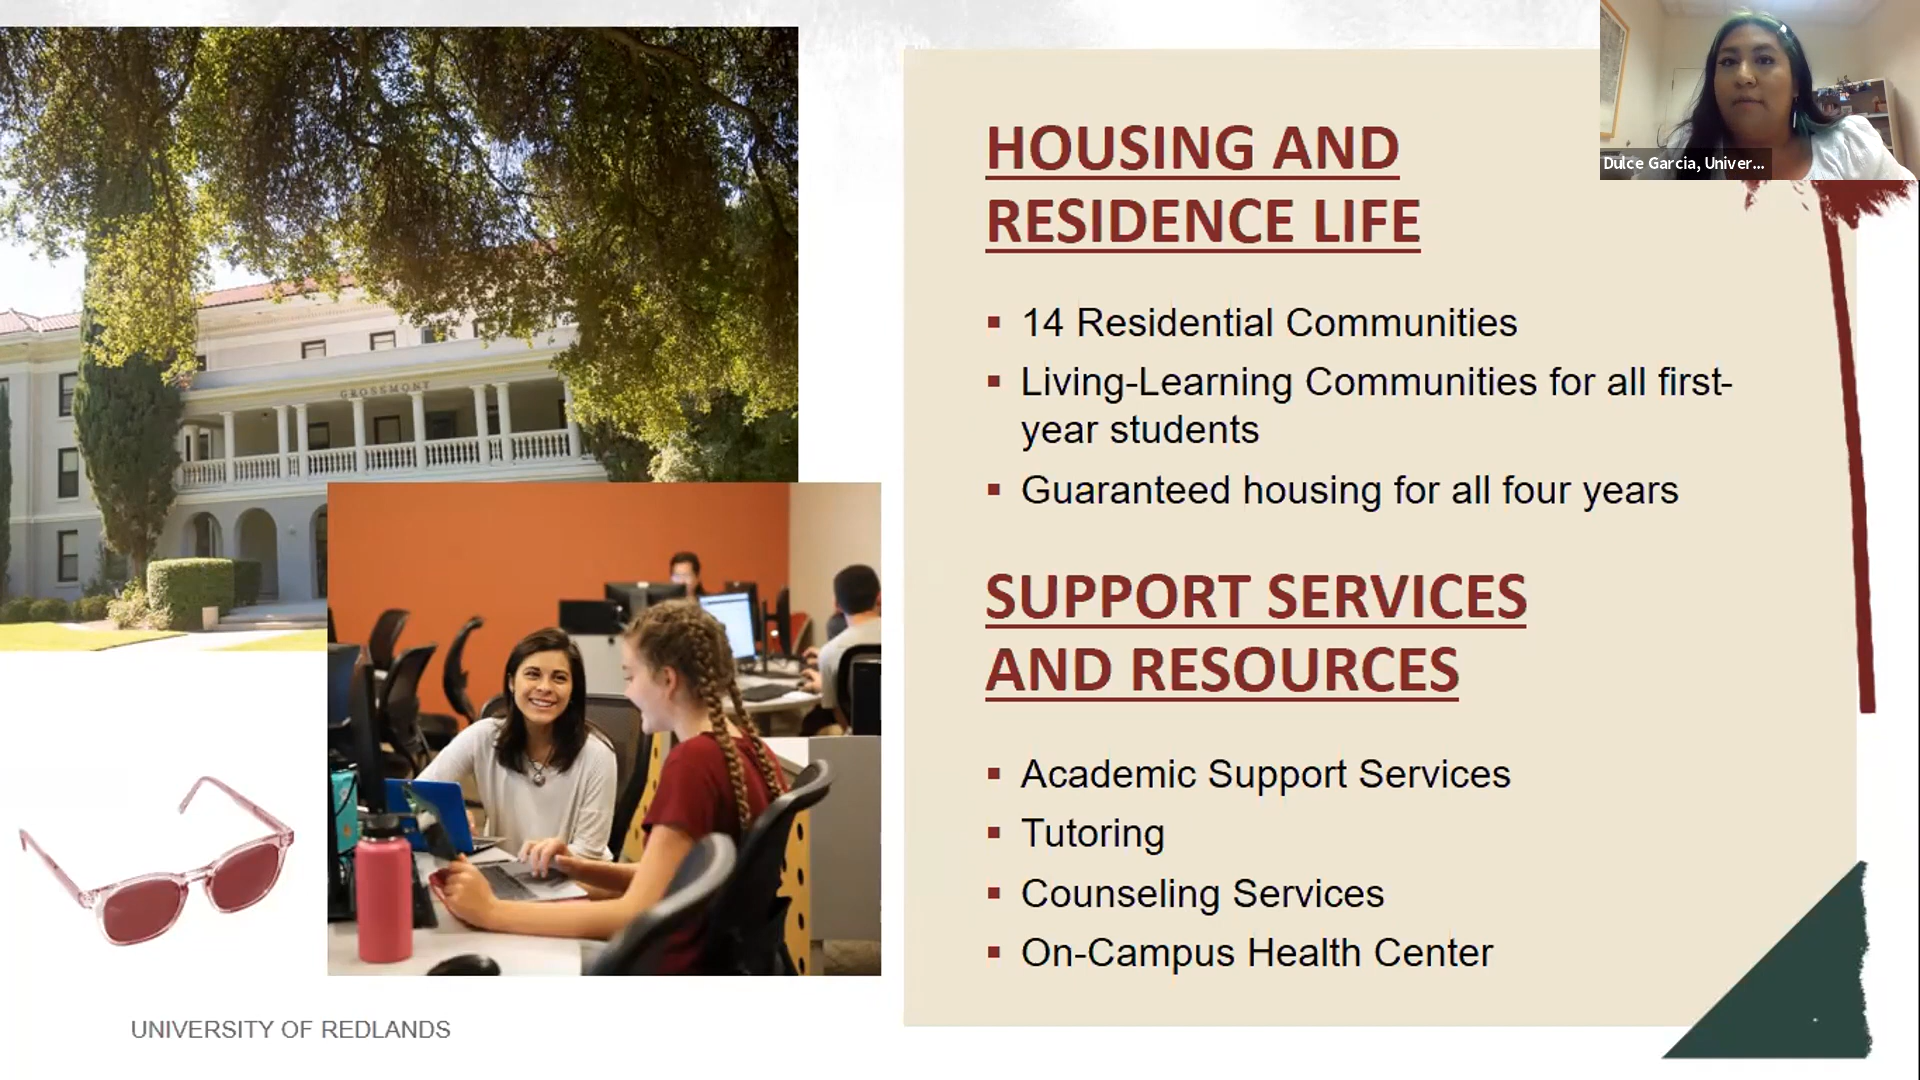 GROSSMONT
HOUSING AND
RESIDENCE LIFE
▪ 14 Residential Communities
▪ Living-Learning Communities for all first-
year students
▪ Guaranteed housing for all four years
SUPPORT SERVICES
AND RESOURCES
▪ Academic Support Services
▪ Tutoring
▪ Counseling Services
▪ On-Campus Health Center
UNIVERSITY OF REDLANDS
Dulce Garcia, Univer...